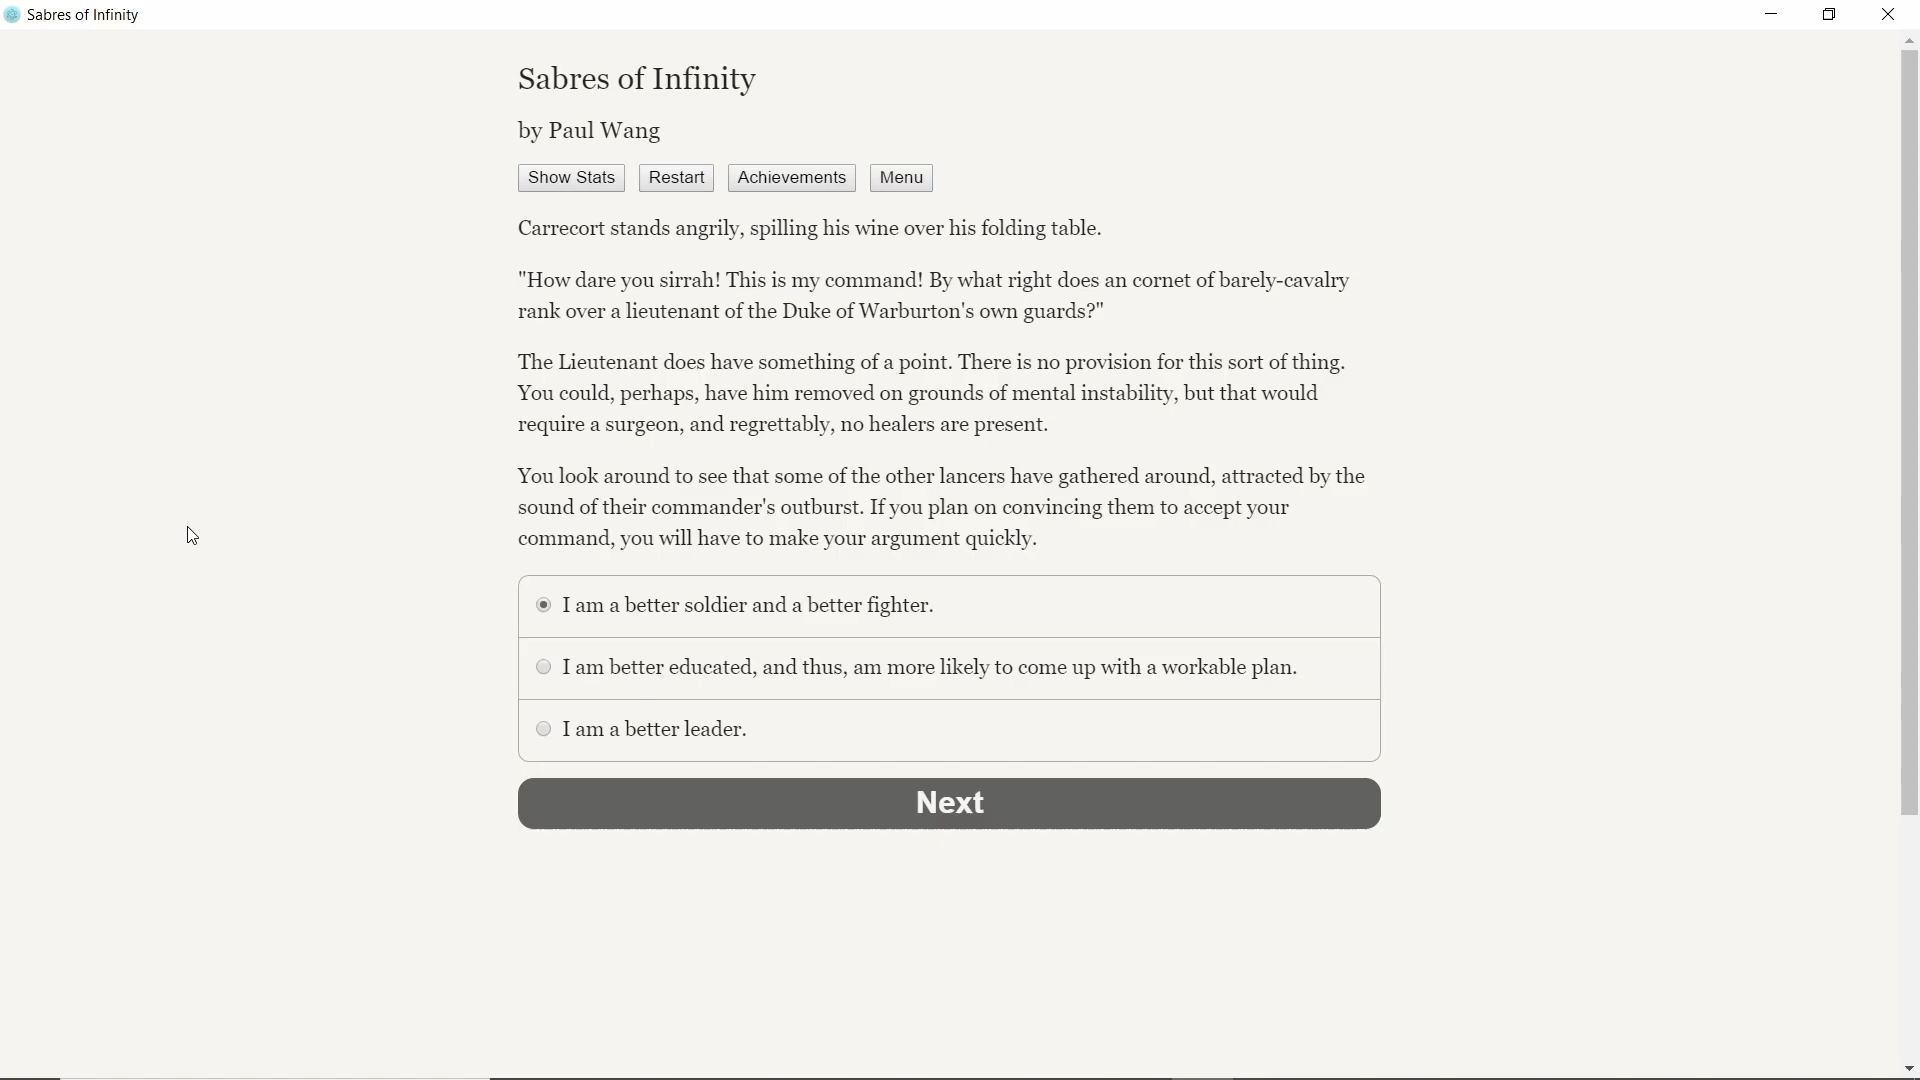 Sabres of Infinity
Sabres of Infinity
by Paul Wang
Show Stats Restart Achievements Menu
Carrecort stands angrily, spilling his wine over his folding table.
"How dare you sirrah! This is my command! By what right does an cornet of barely-cavalry
rank over a lieutenant of the Duke of Warburton's own guards?"
The Lieutenant does have something of a point. There is no provision for this sort of thing.
You could, perhaps, have him removed on grounds of mental instability, but that would
require a surgeon, and regrettably, no healers are present.
You look around to see that some of the other lancers have gathered around, attracted by the
sound of their commander's outburst. If you plan on convincing them to accept your
command, you will have to make your argument quickly.
I am a better soldier and a better fighter.
I am better educated, and thus, am more likely to come up with a workable plan.
I am a better leader.
Next